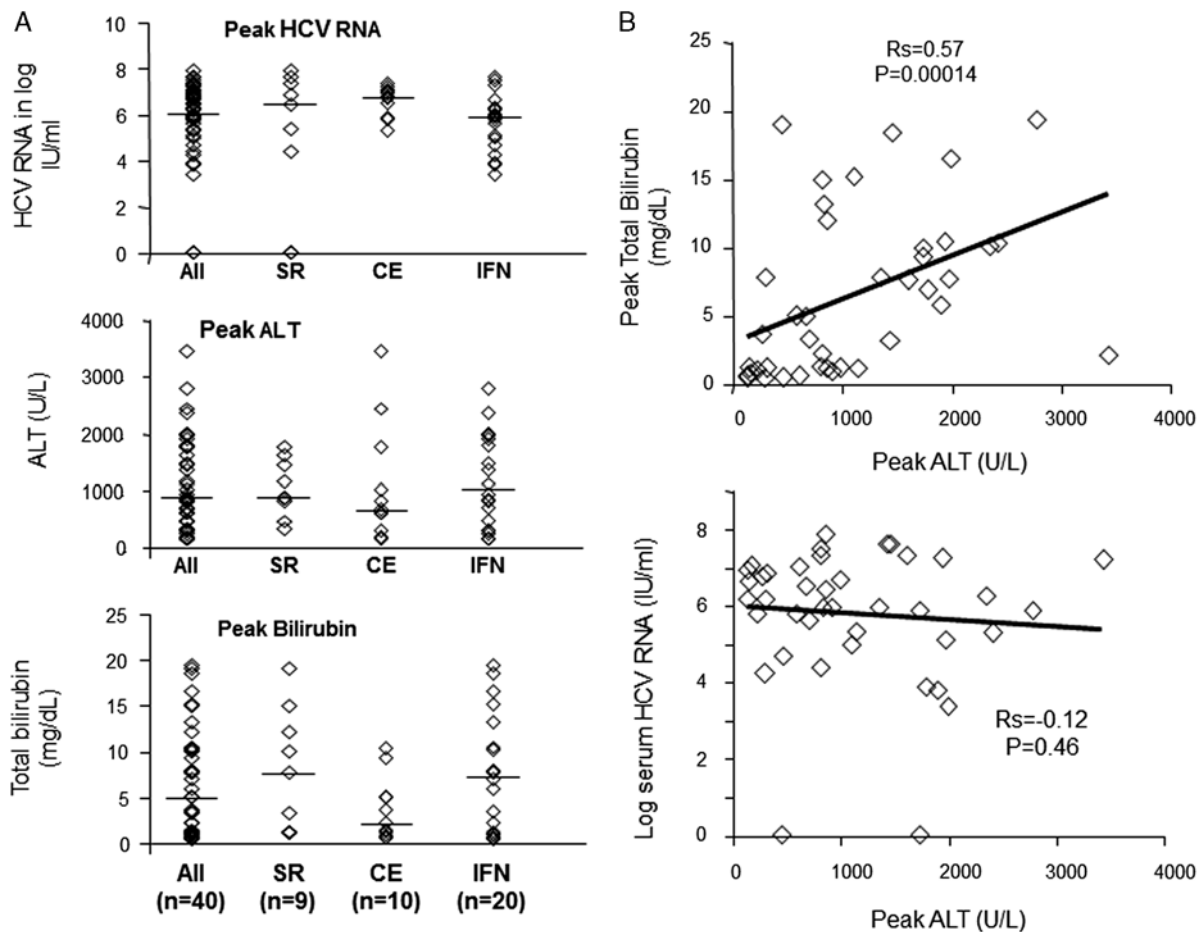 A
Peak HCV RNA
HCV RNA in log
IU/ml
10
8
6
4
2
0
All SR CE IFN
Peak ALT
ALT (U/L)
4000
3000
2000
1000
0
All SR CE IFN
Peak Bilirubin
Total bilirubin
(mg/dL)
25
20
15
10
5
0
All SR CE IFN
(n=40) (n=9) (n=10) (n=20)
B
Rs=0.57
P=0.00014
Peak Total Bilirubin
(mg/dL)
25
20
15
10
5
0
0 1000 2000 3000 4000
Peak ALT (U/L)
Log serum HCV RNA (IU/ml)
8
6
4
2
0
Rs=-0.12
P=0.46
0 1000 2000 3000 4000
Peak ALT (U/L)